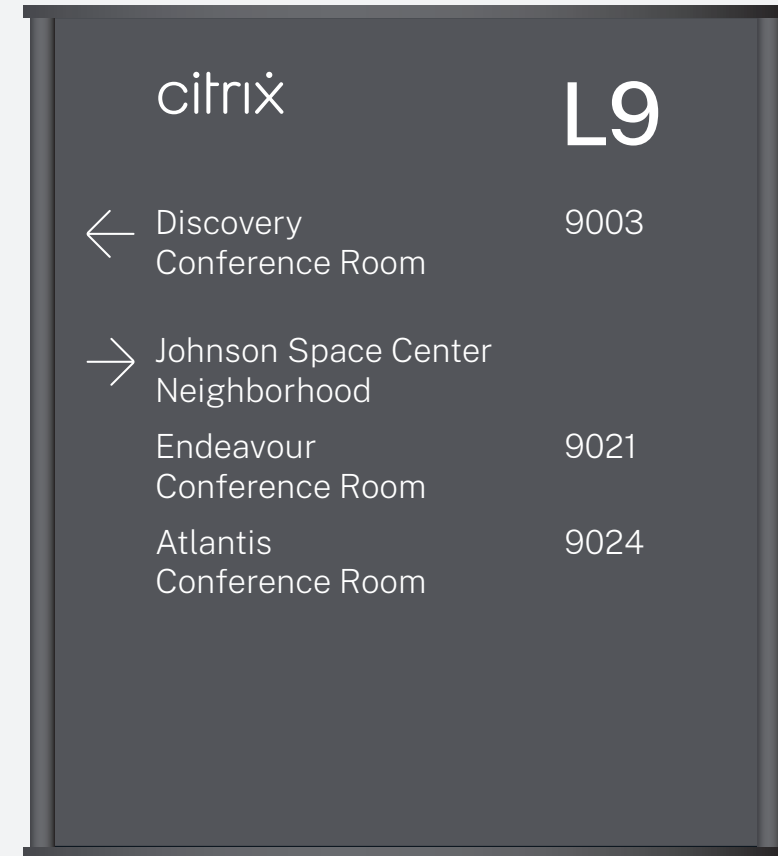 citrix
L9
Discovery 9003
Conference Room
Johnson Space Center
Neighborhood
Endeavour 9021
Conference Room
Atlantis 9024
Conference Room